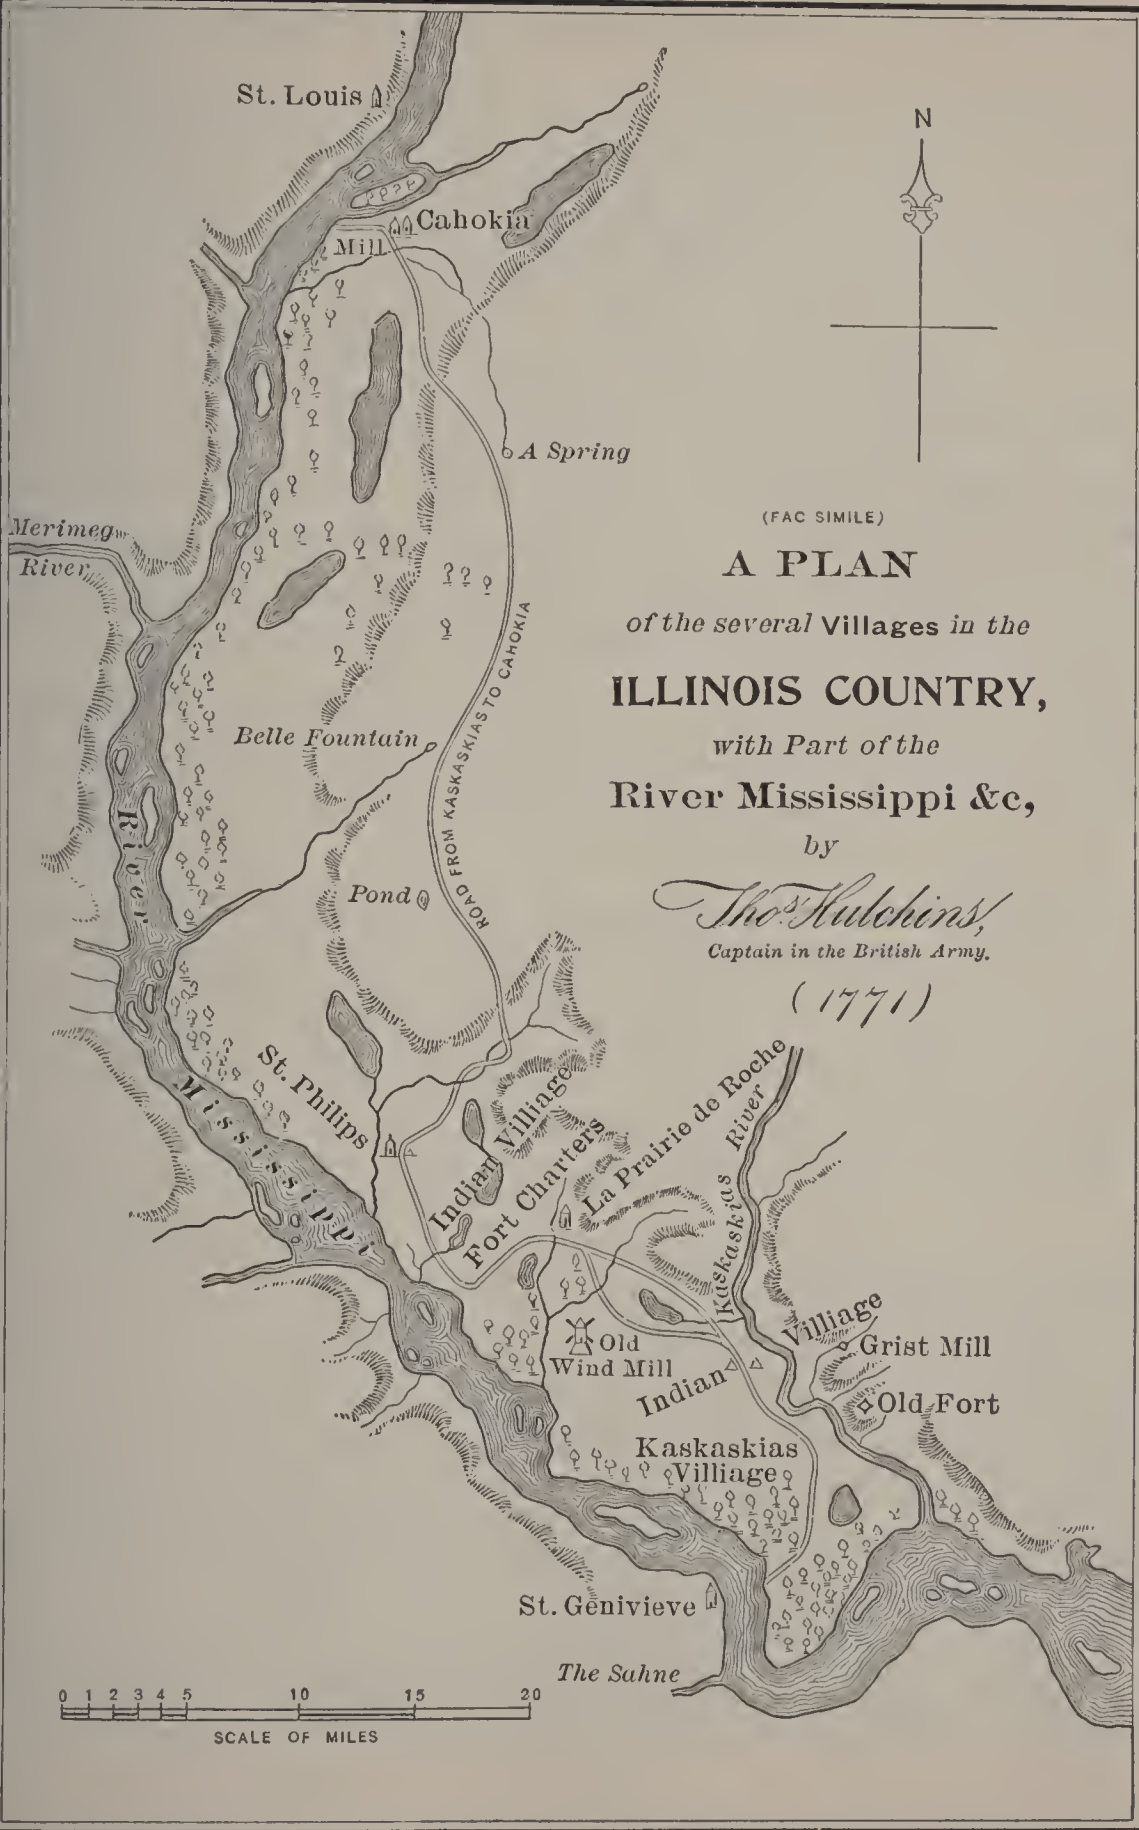 St. Louis
N
Cahokia
Mill
A Spring
(FAC SIMILE)
A PLAN
of the several Villages in the
ILLINOIS COUNTRY,
with Part of the
River Mississippi &c,
by
Thos Hutchins,
Captain in the British Army.
(1771)
Merimeg
River
ROAD FROM KASKASKIAS TO CAHOKIA
Belle Fountain
River
Pond
Mississippi
St. Philips
Indian Villiage
Fort Charters
La Prairie de Roche
Kaskaskias River
Old
Wind Mill
Indian Villiage
Grist Mill
Old Fort
Kaskaskias
Villiage
St. Genivieve
The Sahne
0 1 2 3 4 5 10 15 20
SCALE OF MILES